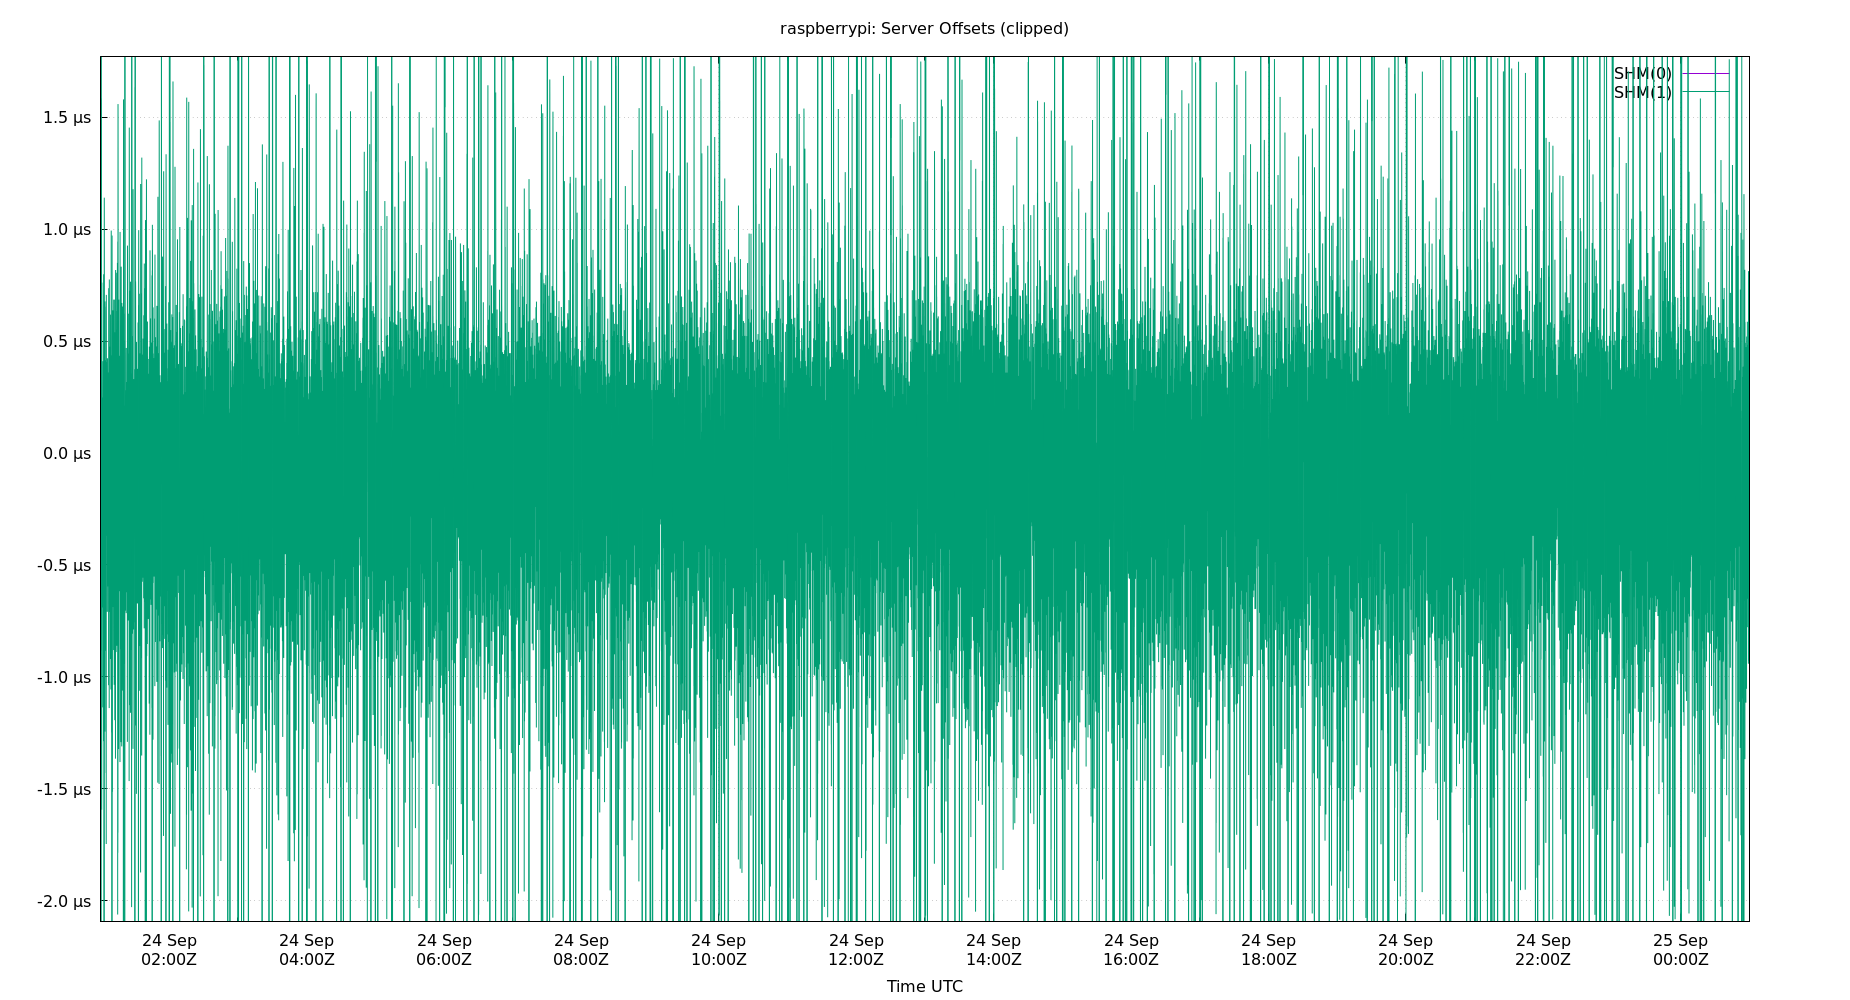 raspberrypi: Server Offsets (clipped)
SHM(0)
SHM(1)
1.5 µs
1.0 µs
0.5 µs
0.0 µs
-0.5 µs
-1.0 µs
-1.5 µs
-2.0 µs
24 Sep 24 Sep 24 Sep 24 Sep 24 Sep 24 Sep 24 Sep 24 Sep 24 Sep 24 Sep 24 Sep 25 Sep
02:00Z 04:00Z 06:00Z 08:00Z 10:00Z 12:00Z 14:00Z 16:00Z 18:00Z 20:00Z 22:00Z 00:00Z
Time UTC